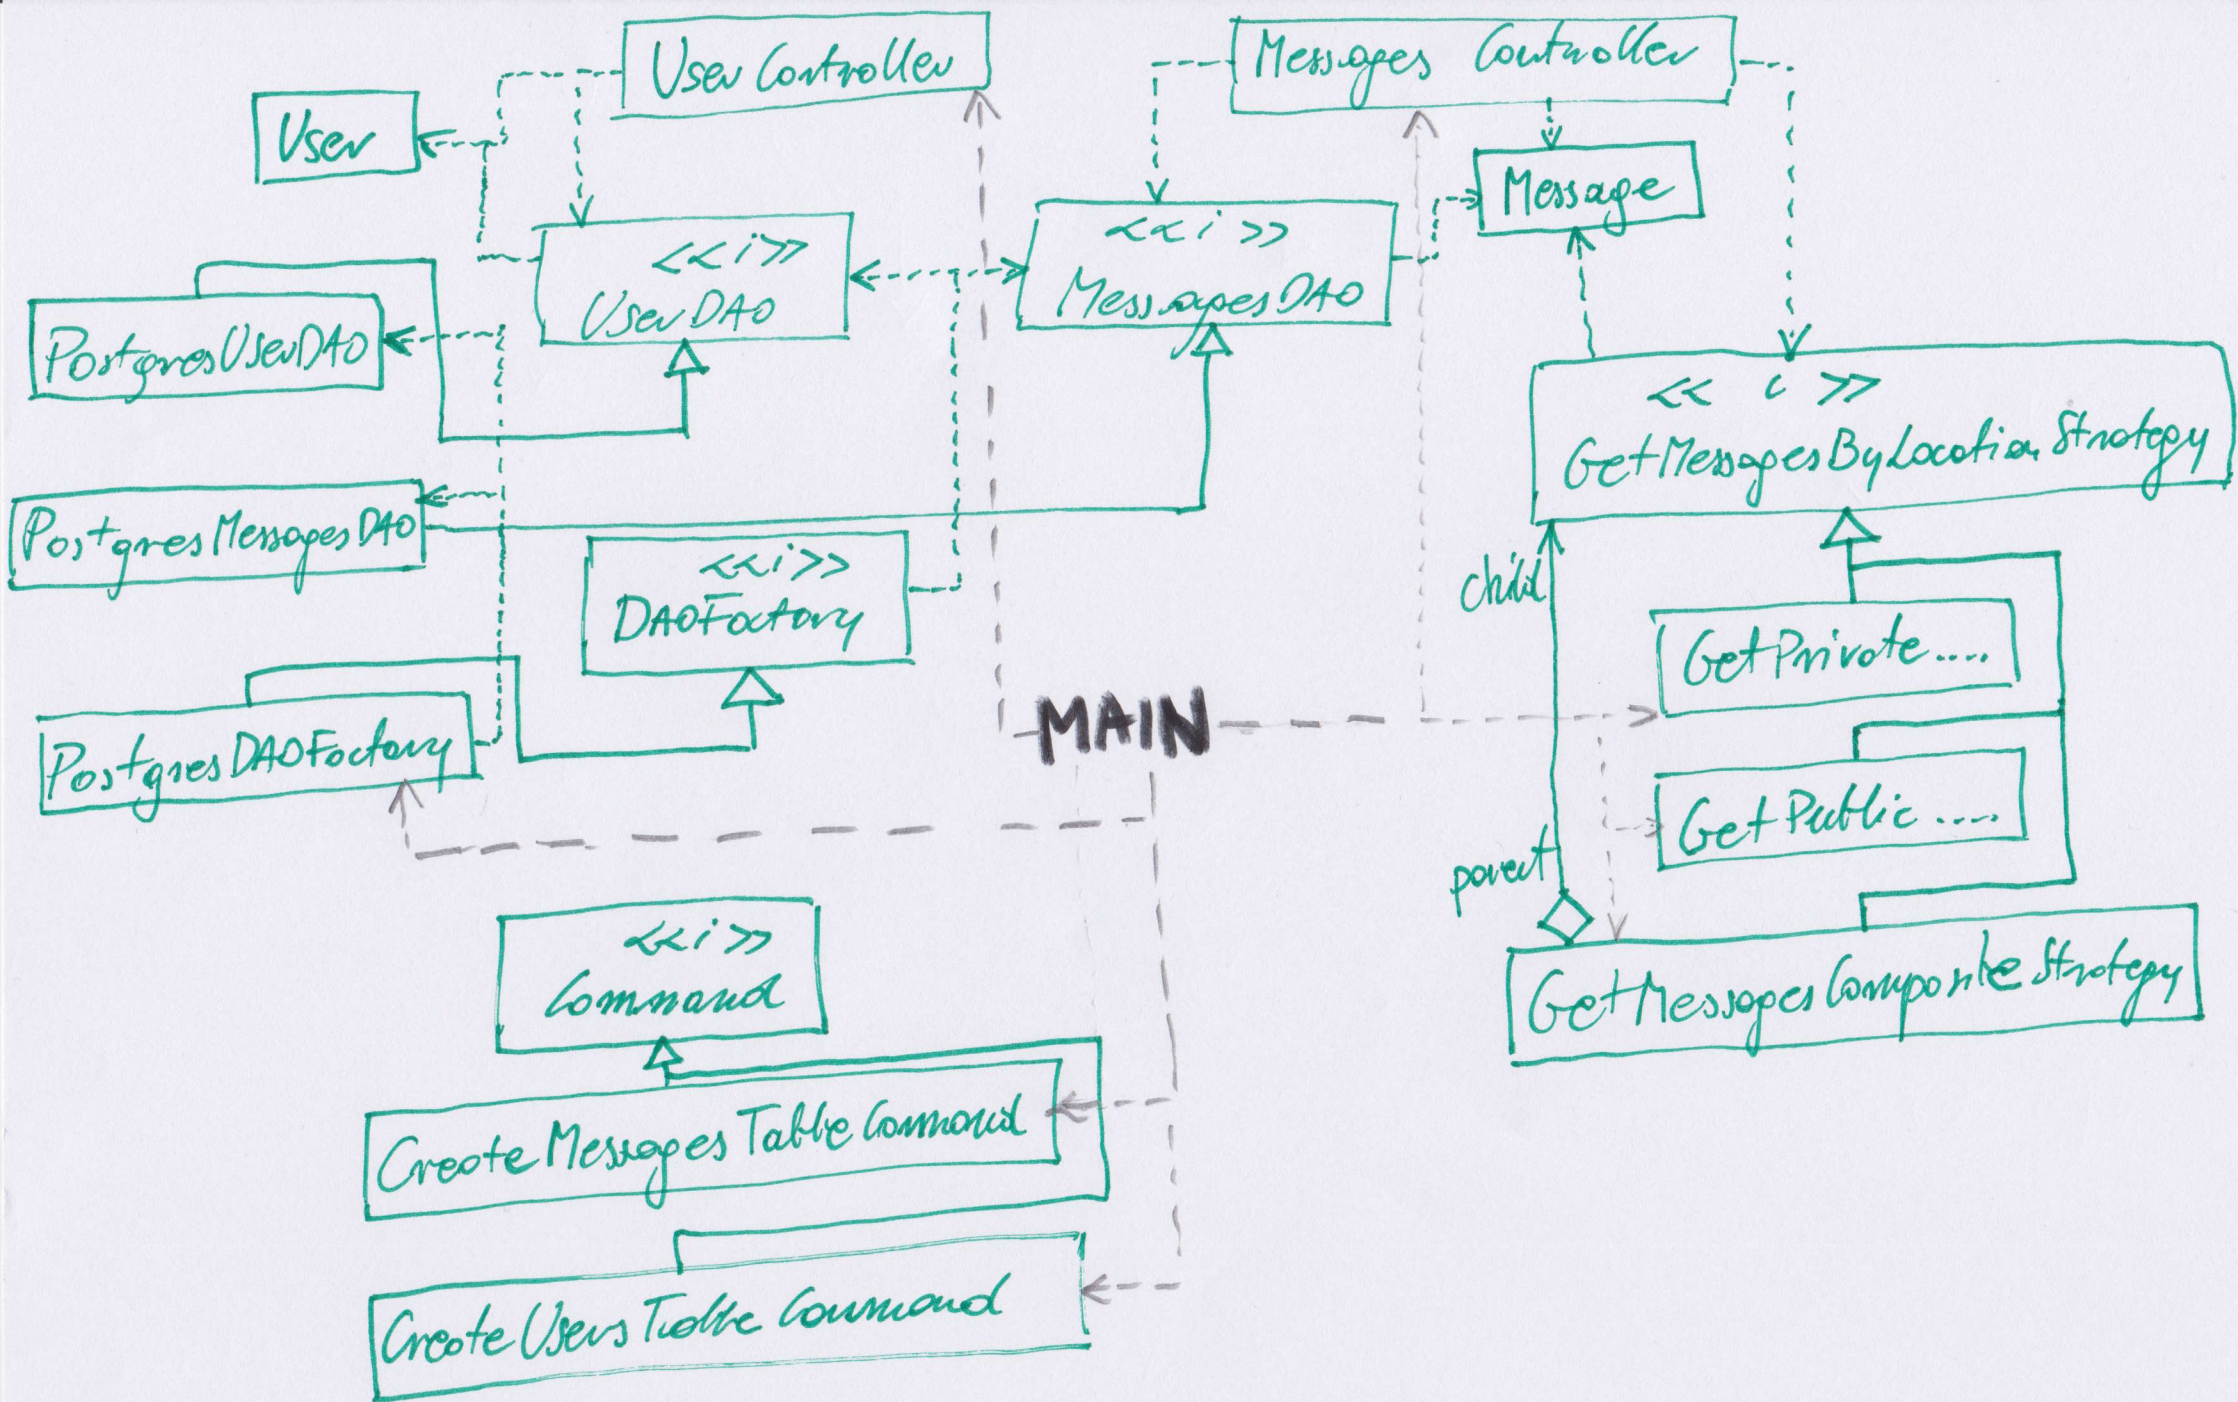 User Controller
Messages Controller
User
Message
<<i>>
UserDAO
<<i>>
MessagesDAO
PostgresUserDAO
<< i >>
GetMessagesByLocationStrategy
PostgresMessagesDAO
<<i>>
DAOFactory
child
GetPrivate....
MAIN
PostgresDAOFactory
GetPublic .....
parent
<<i>>
Command
GetMessagesCompositeStrategy
CreateMessagesTableCommand
CreateUsersTableCommand